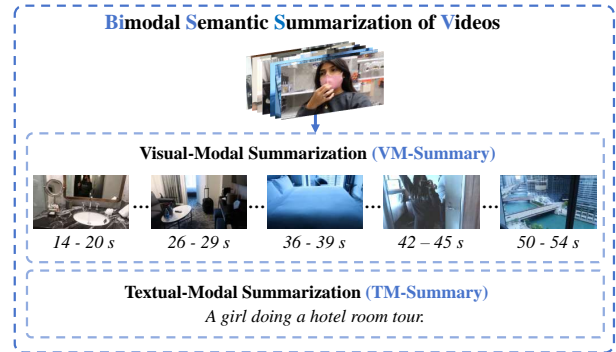 Bimodal Semantic Summarization of Videos
Visual-Modal Summarization (VM-Summary)
... ... ... ...
14 - 20 s 26 - 29 s 36 - 39 s 42 – 45 s 50 - 54 s
Textual-Modal Summarization (TM-Summary)
A girl doing a hotel room tour.